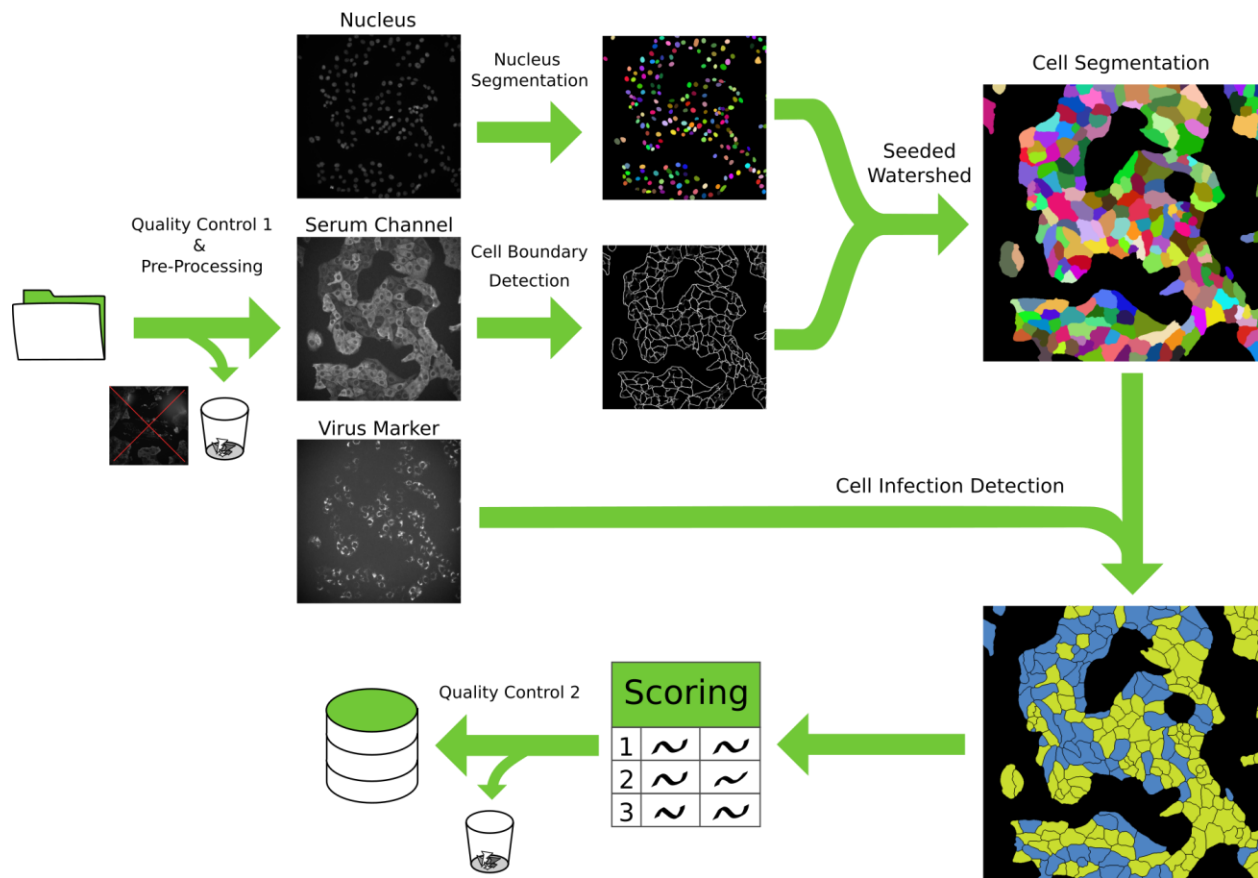 Nucleus
Nucleus
Segmentation
Cell Segmentation
Seeded
Watershed
Quality Control 1
&
Pre-Processing
Serum Channel
Cell Boundary
Detection
Virus Marker
Cell Infection Detection
Quality Control 2
Scoring
1
2
3